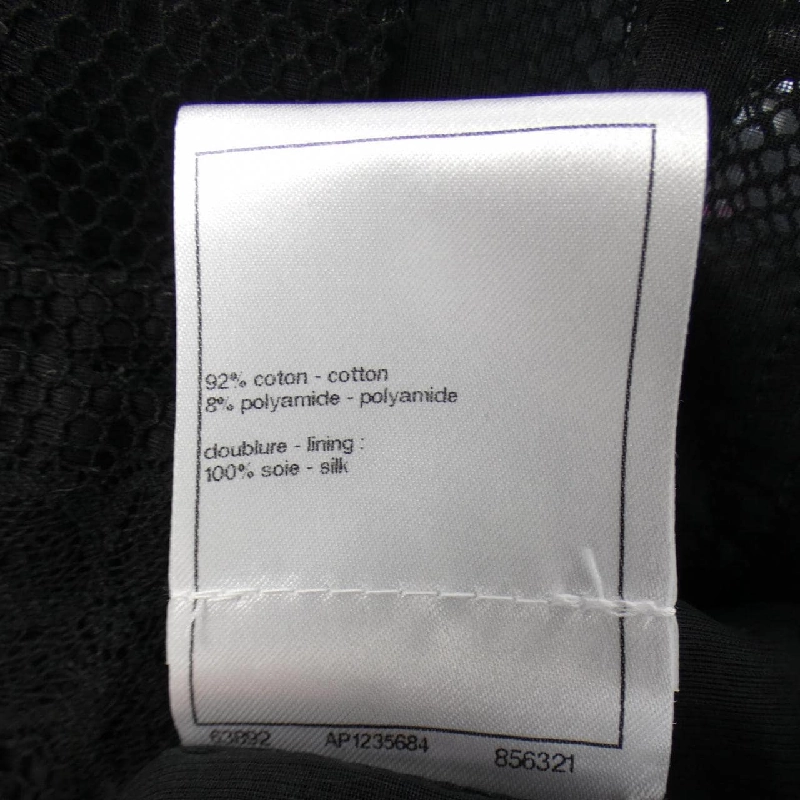 92% coton - cotton
8% polyamide - polyamide
doublure - lining :
100% soie - silk
AP1235684
856321